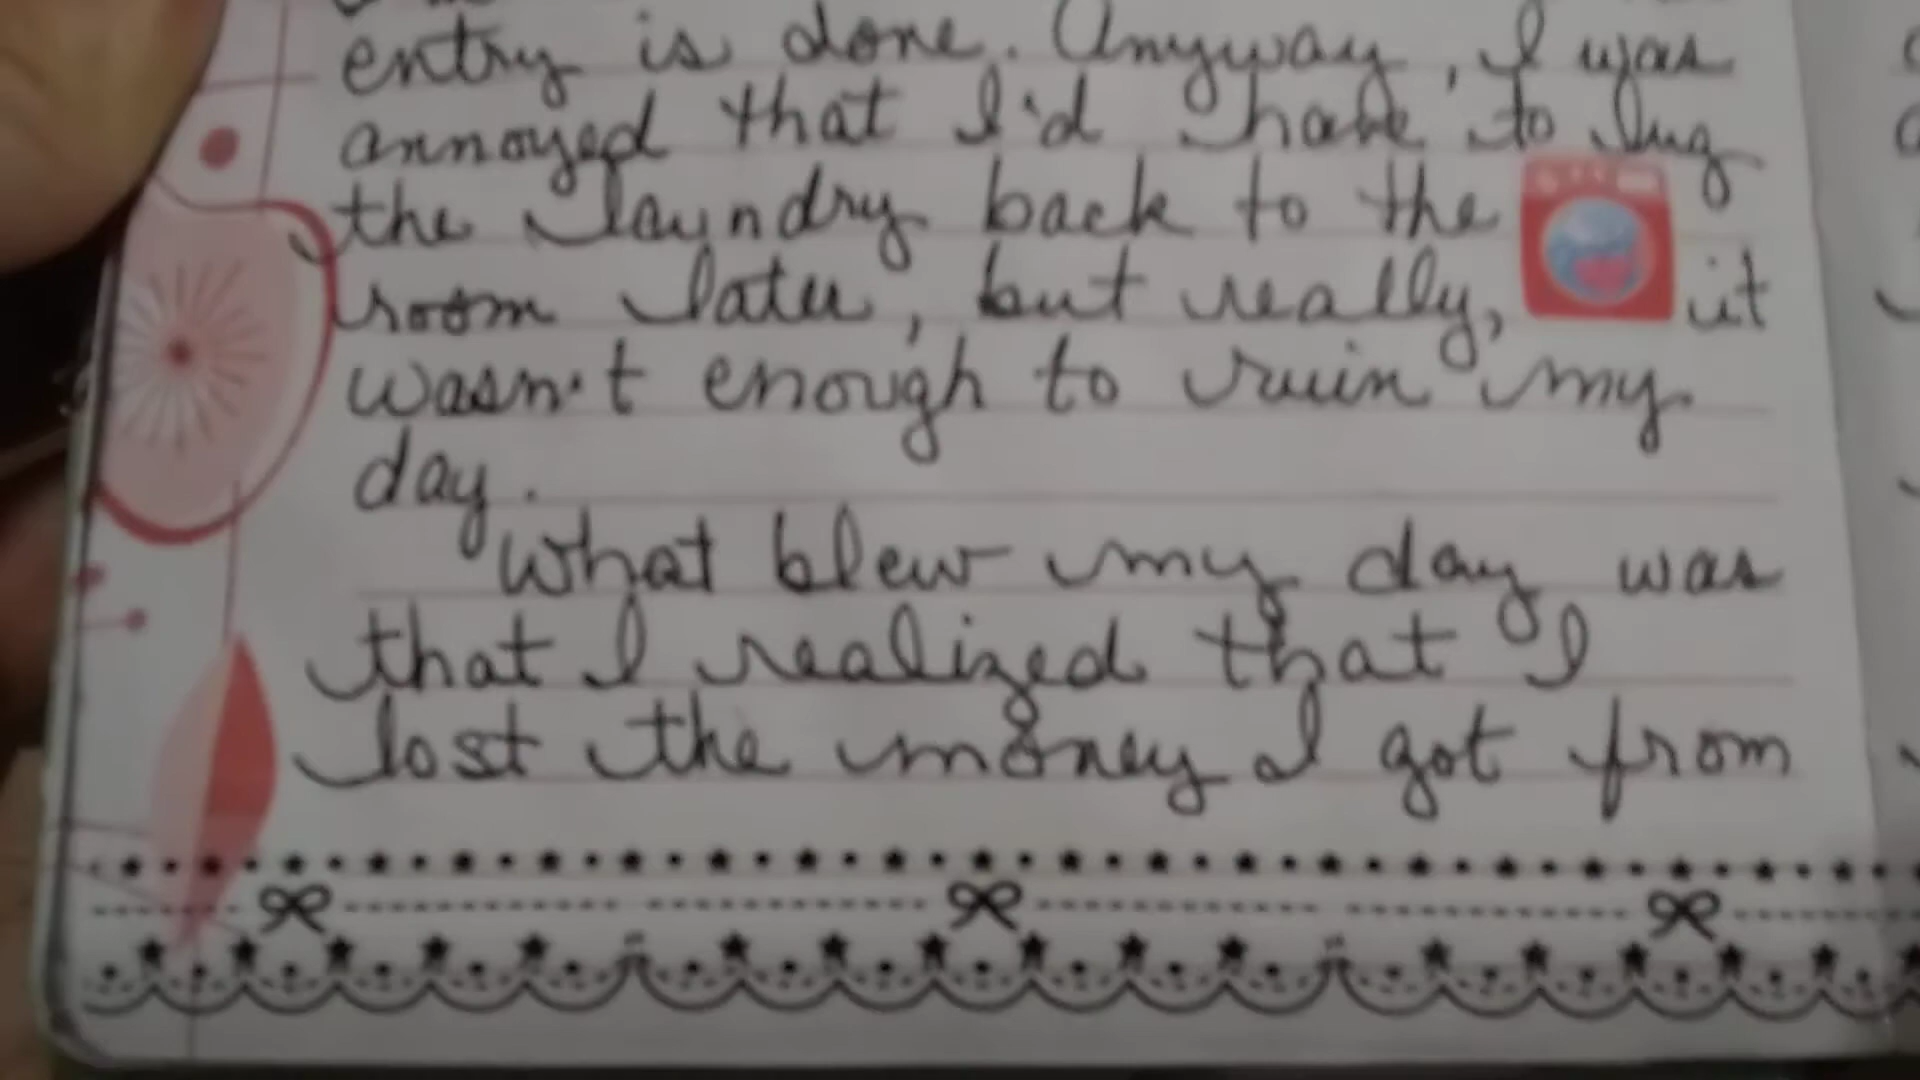 entry is done. Anyway, I was
annoyed that I'd have to lug
the laundry back to the
room later, but really, it
wasn't enough to ruin my
day.
What blew my day was
that I realized that I
lost the money I got from